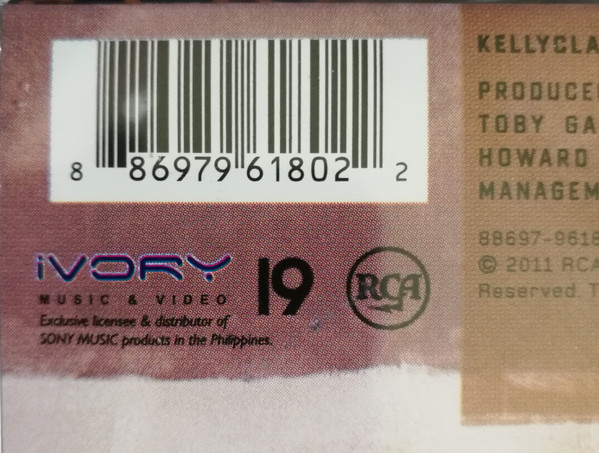 8 86979 61802 2
iVORY
MUSIC & VIDEO
Exclusive licensee & distributor of
SONY MUSIC products in the Philippines.
19
RCA
KELLYCLA
PRODUCE
TOBY GA
HOWARD
MANAGEM
88697-9618
© 2011 RCA
Reserved. T